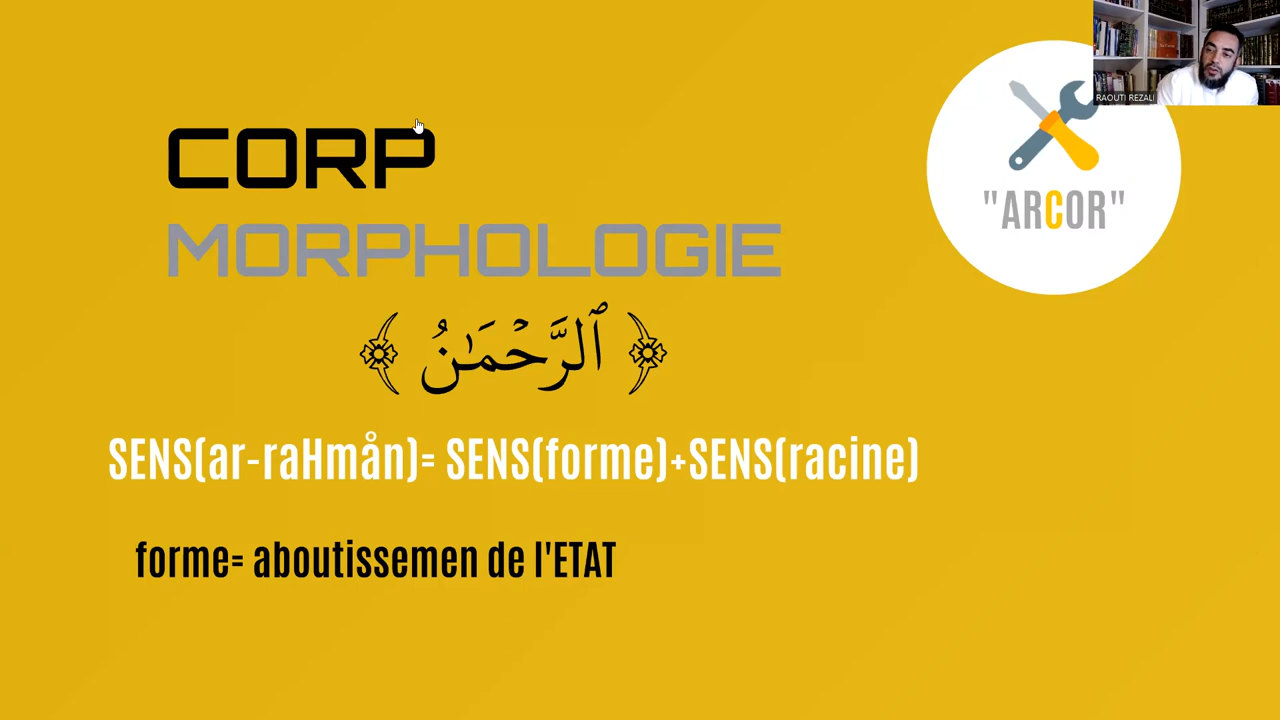 CORP
MORPHOLOGIE
﴿ ٱلرَّحْمَـٰنُ ﴾
SENS(ar-raHmån)= SENS(forme)+SENS(racine)
forme= aboutissemen de l'ETAT
"ARCOR"
RAOUTI REZALI